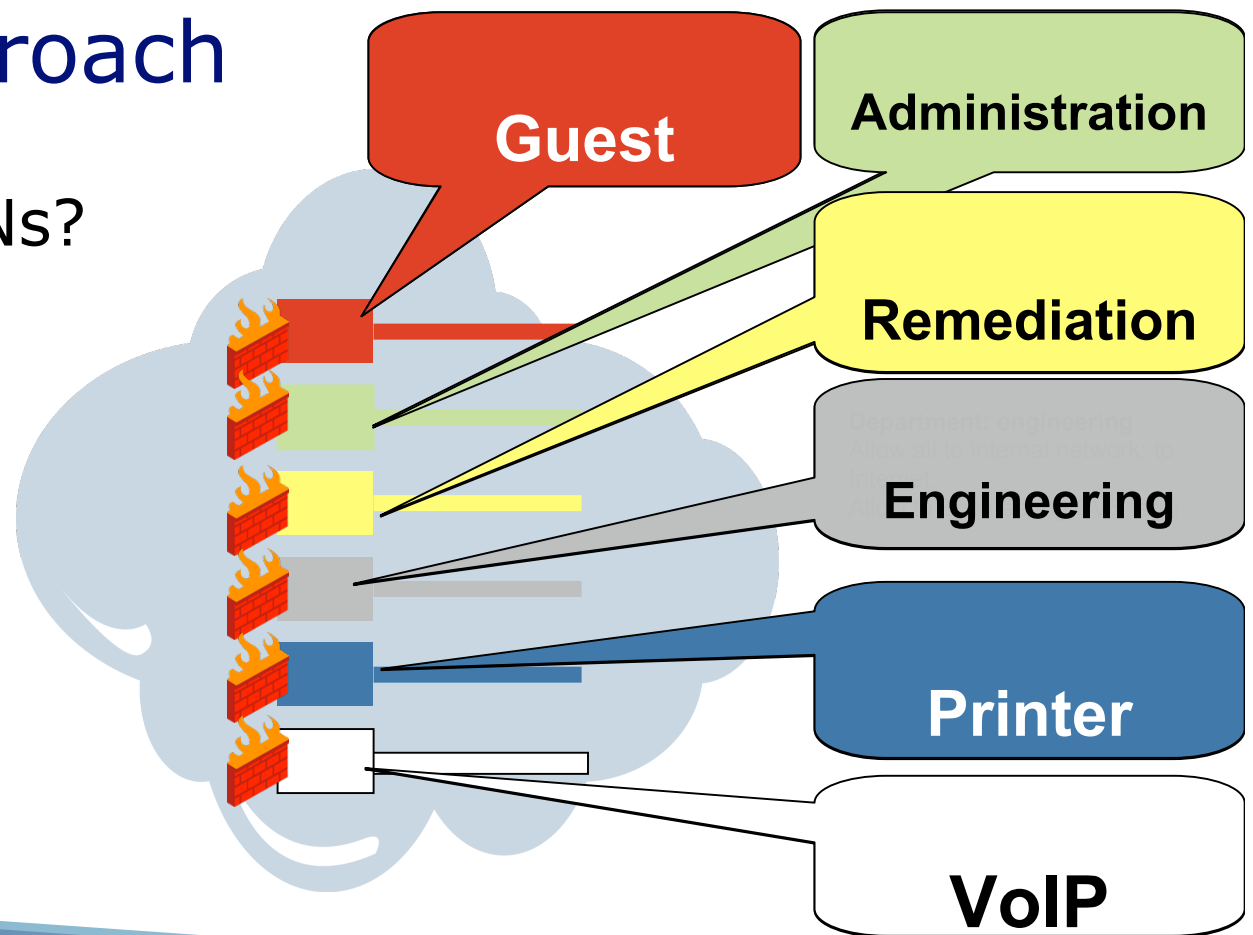 roach
Ns?
Guest
Administration
Remediation
Department: engineering
Allow all to internal network, to
Engineering
Printer
VoIP